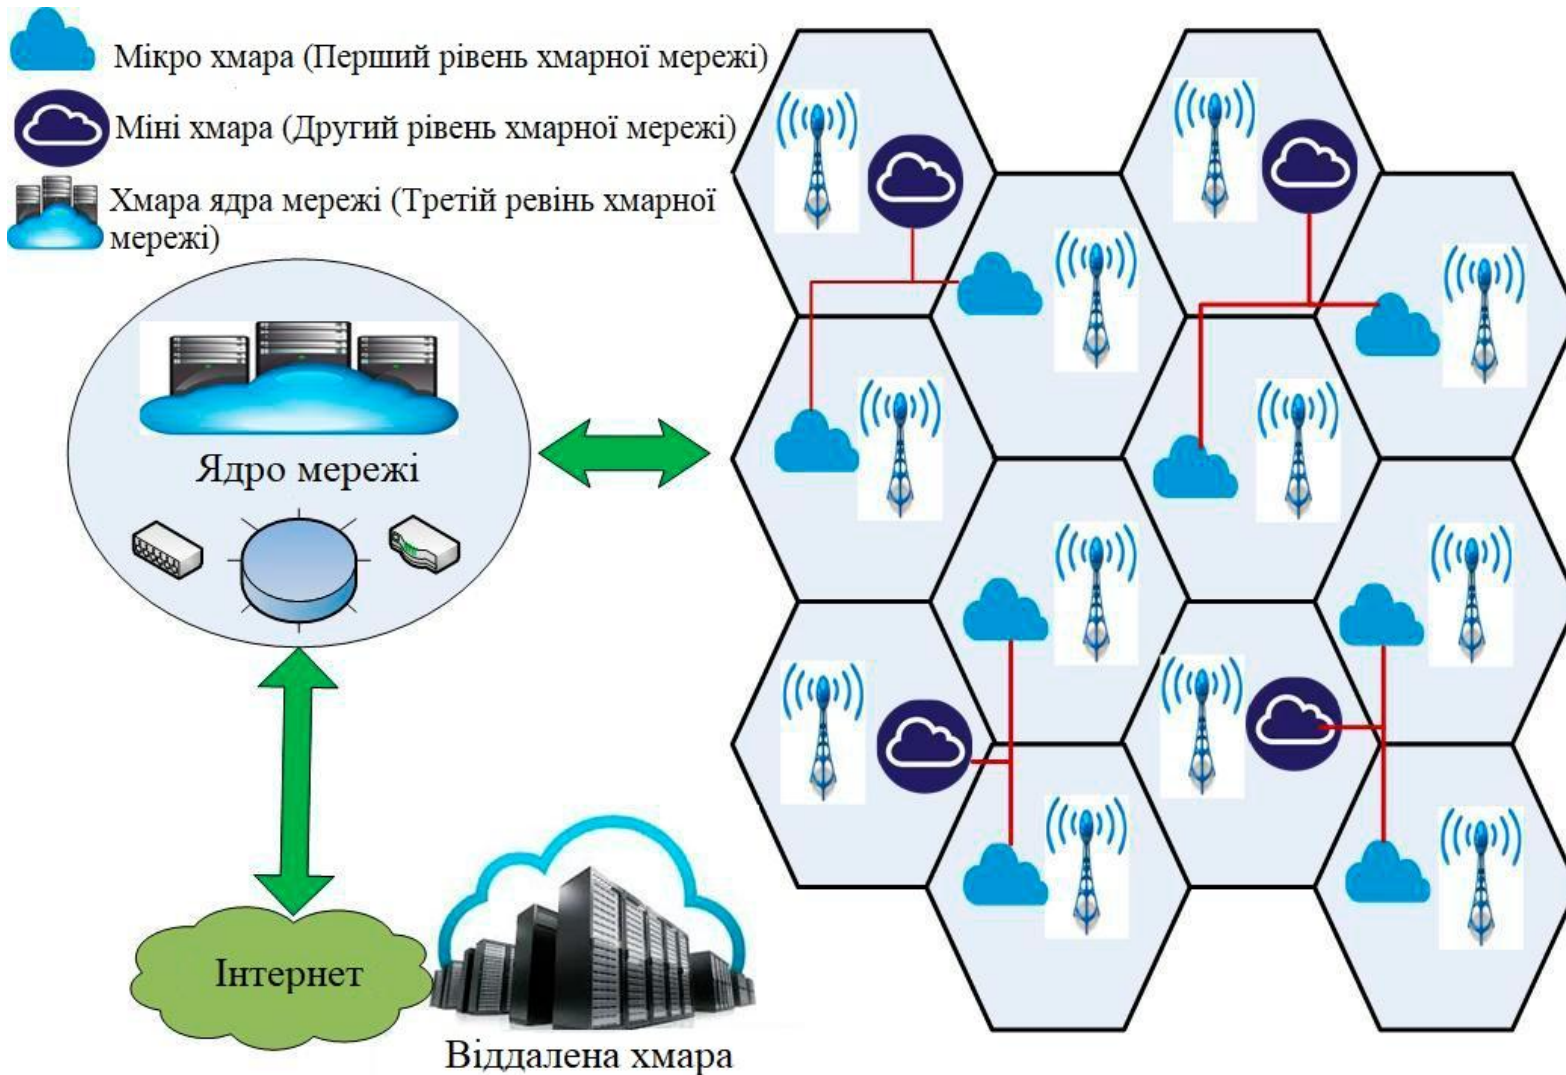 Мікро хмара (Перший рівень хмарної мережі)
Міні хмара (Другий рівень хмарної мережі)
Хмара ядра мережі (Третій ревінь хмарної
мережі)
Ядро мережі
Інтернет
Віддалена хмара